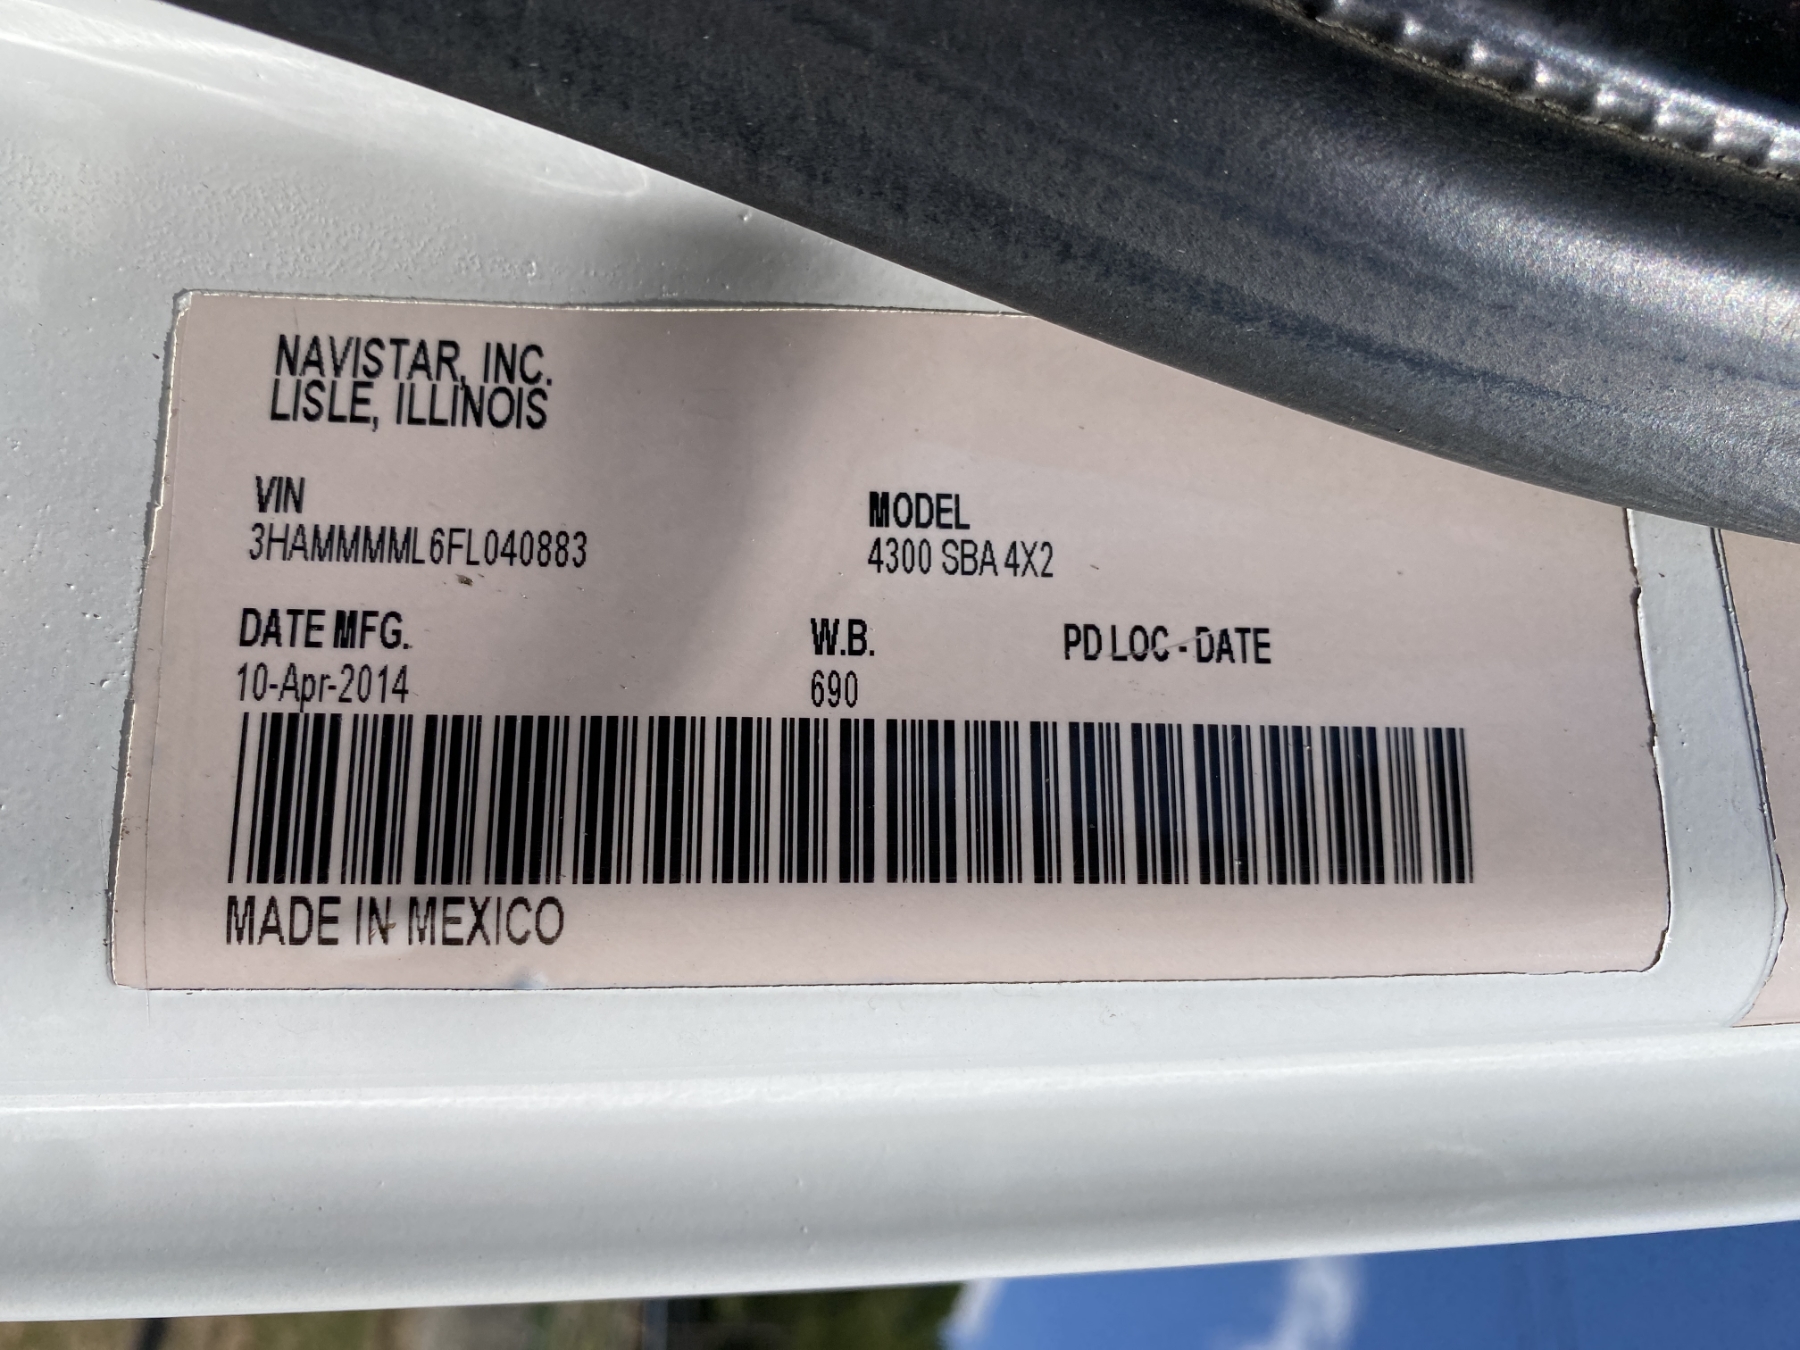 NAVISTAR, INC.
LISLE, ILLINOIS
VIN
3HAMMMML6FL040883
MODEL
4300 SBA 4X2
DATE MFG.
10-Apr-2014
W.B.
690
PD LOC - DATE
MADE IN MEXICO